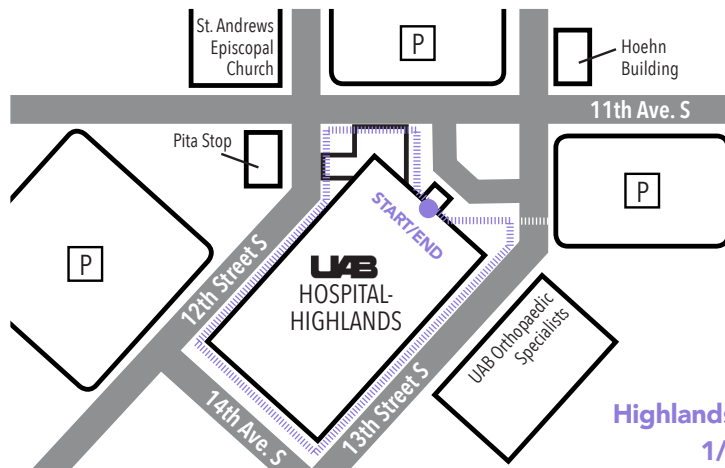 St. Andrews
Episcopal
Church
P
Hoehn
Building
11th Ave. S
Pita Stop
P
P
START/END
12th Street S
UAB
HOSPITAL-
HIGHLANDS
UAB Orthopaedic
Specialists
14th Ave. S
13th Street S
Highlands
1/